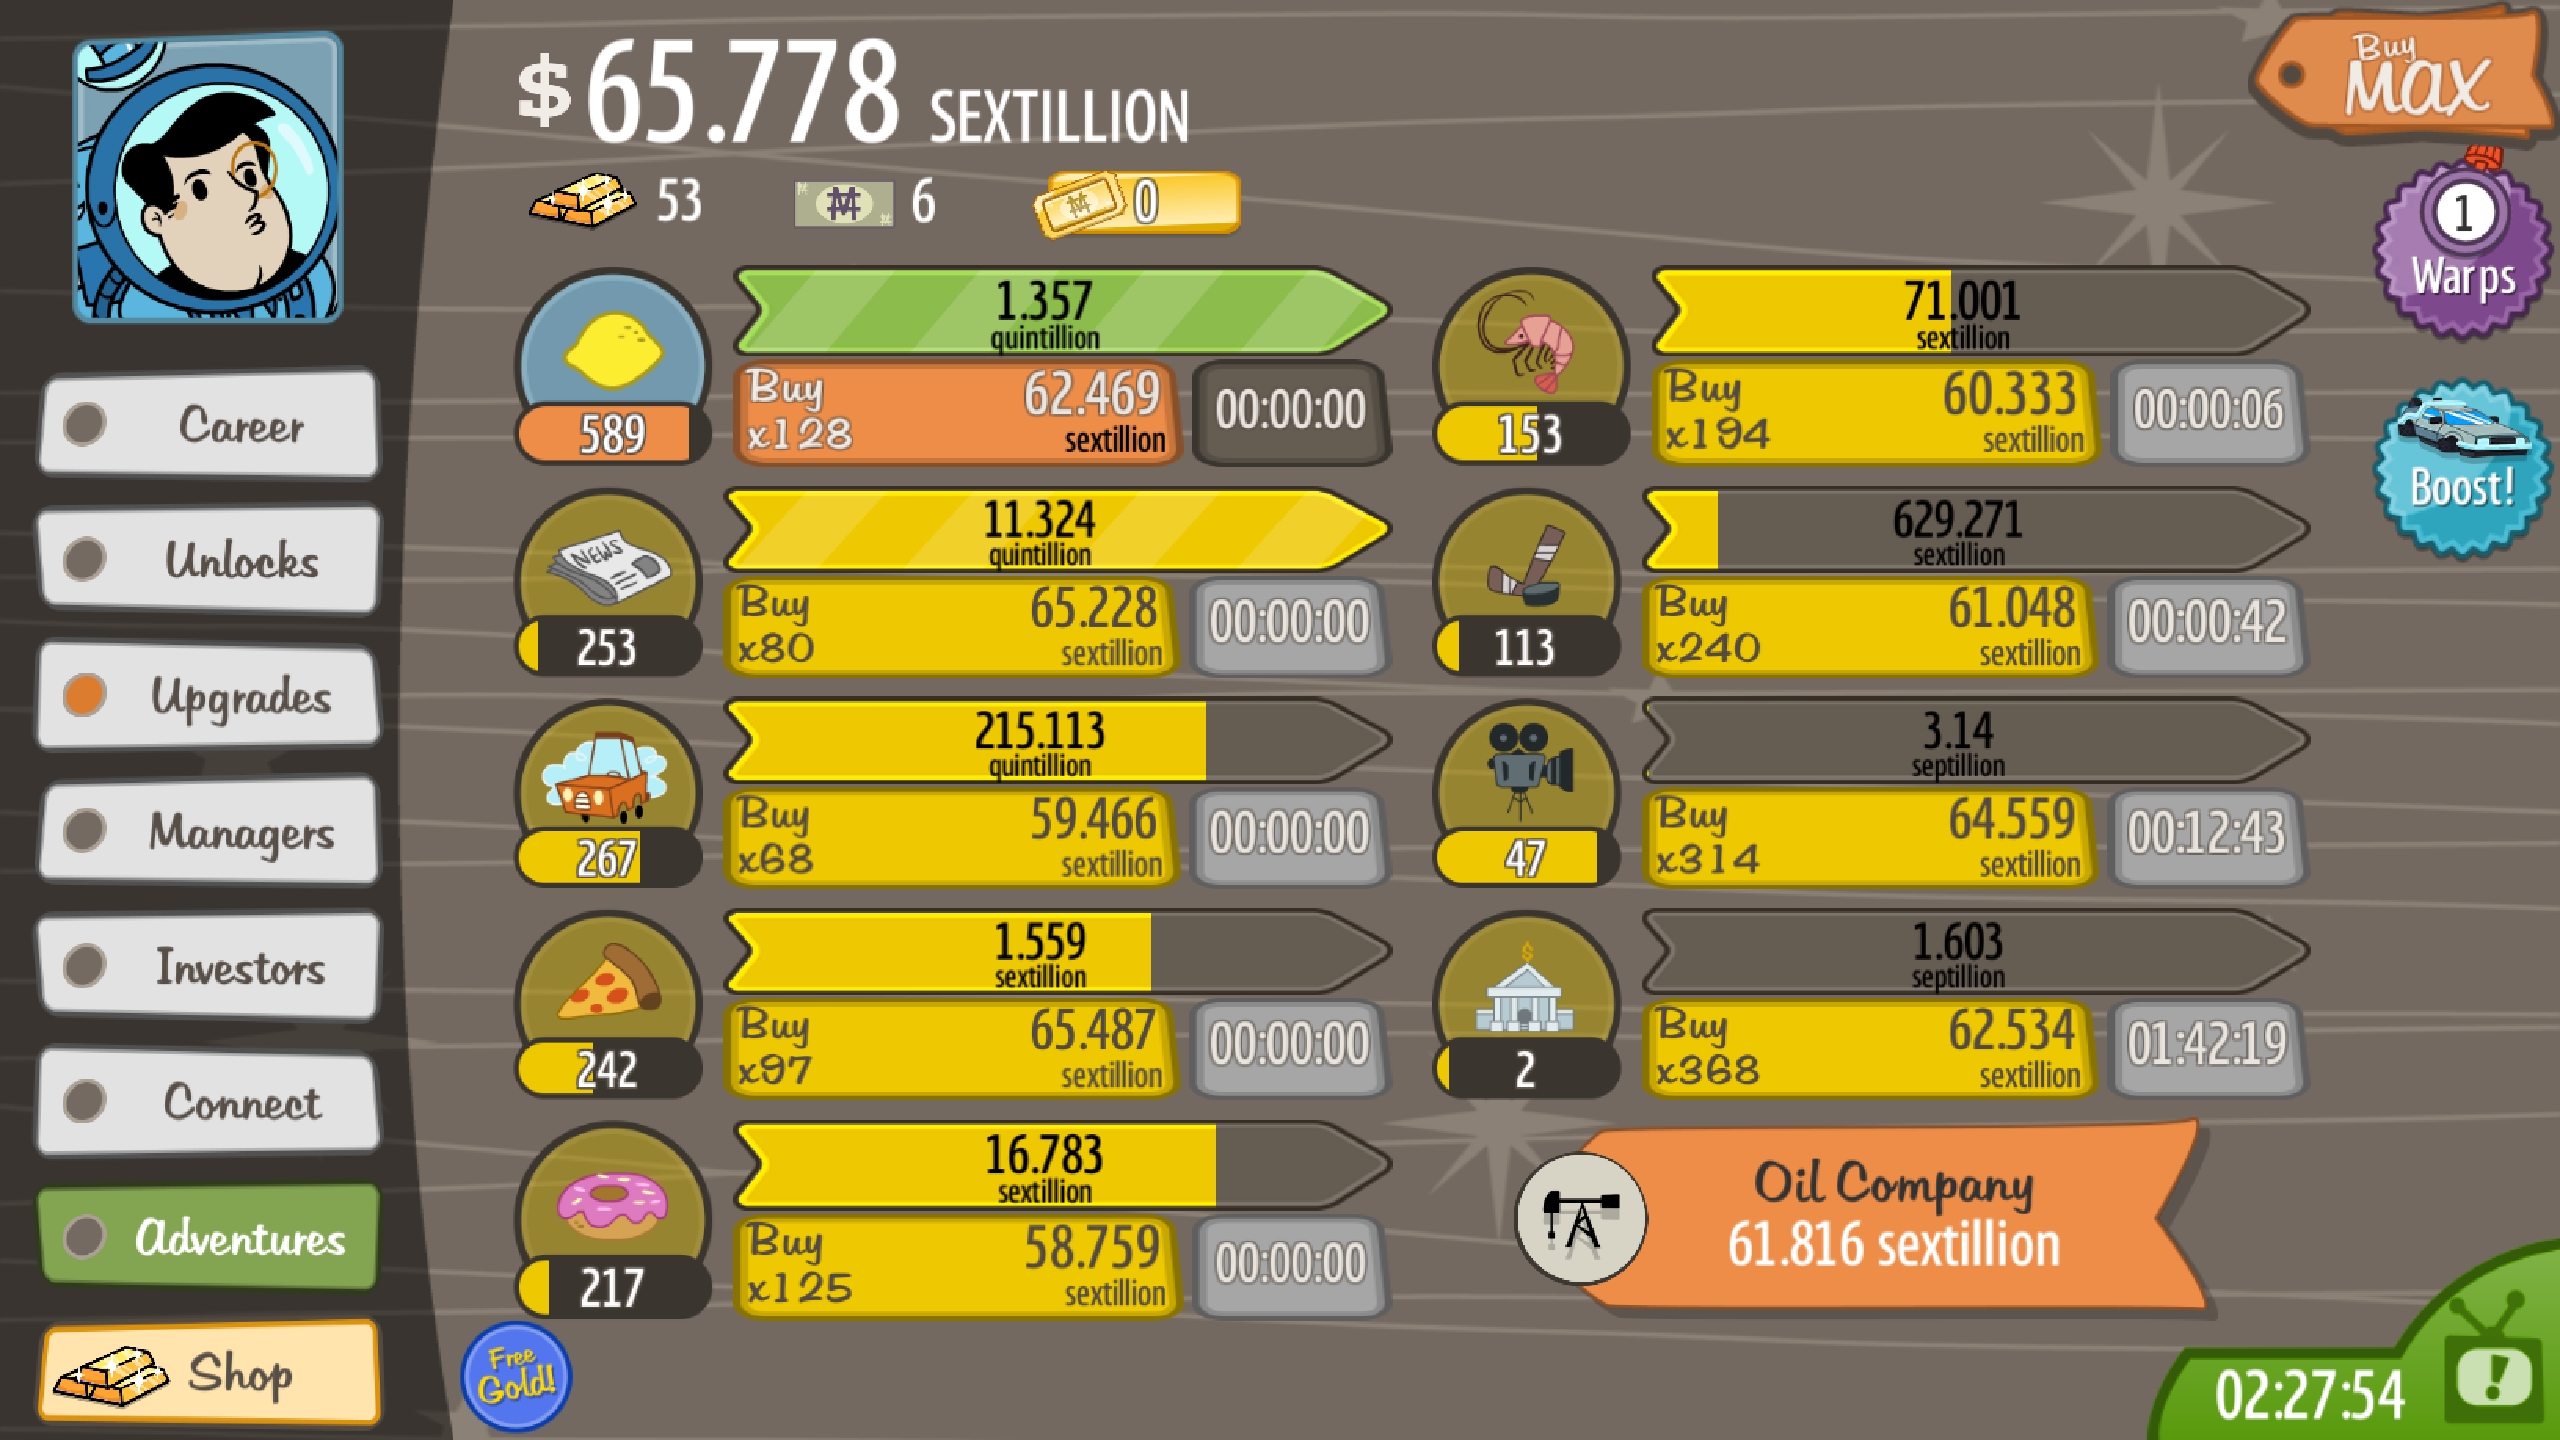 $65.778 SEXTILLION
53
6
0
Buy
MAX
1
Warps
Boost!
Career
Unlocks
Upgrades
Managers
Investors
Connect
Adventures
Shop
1.357
quintillion
589
Buy
x128
62.469
sextillion
00:00:00
NEWS
11.324
quintillion
253
Buy
x80
65.228
sextillion
00:00:00
215.113
quintillion
267
Buy
x68
59.466
sextillion
00:00:00
1.559
sextillion
242
Buy
x97
65.487
sextillion
00:00:00
16.783
sextillion
217
Buy
x125
58.759
sextillion
00:00:00
71.001
sextillion
153
Buy
x194
60.333
sextillion
00:00:06
629.271
sextillion
113
Buy
x240
61.048
sextillion
00:00:42
3.14
septillion
47
Buy
x314
64.559
sextillion
00:12:43
1.603
septillion
2
Buy
x368
62.534
sextillion
01:42:19
Oil Company
61.816 sextillion
Free
Gold!
02:27:54